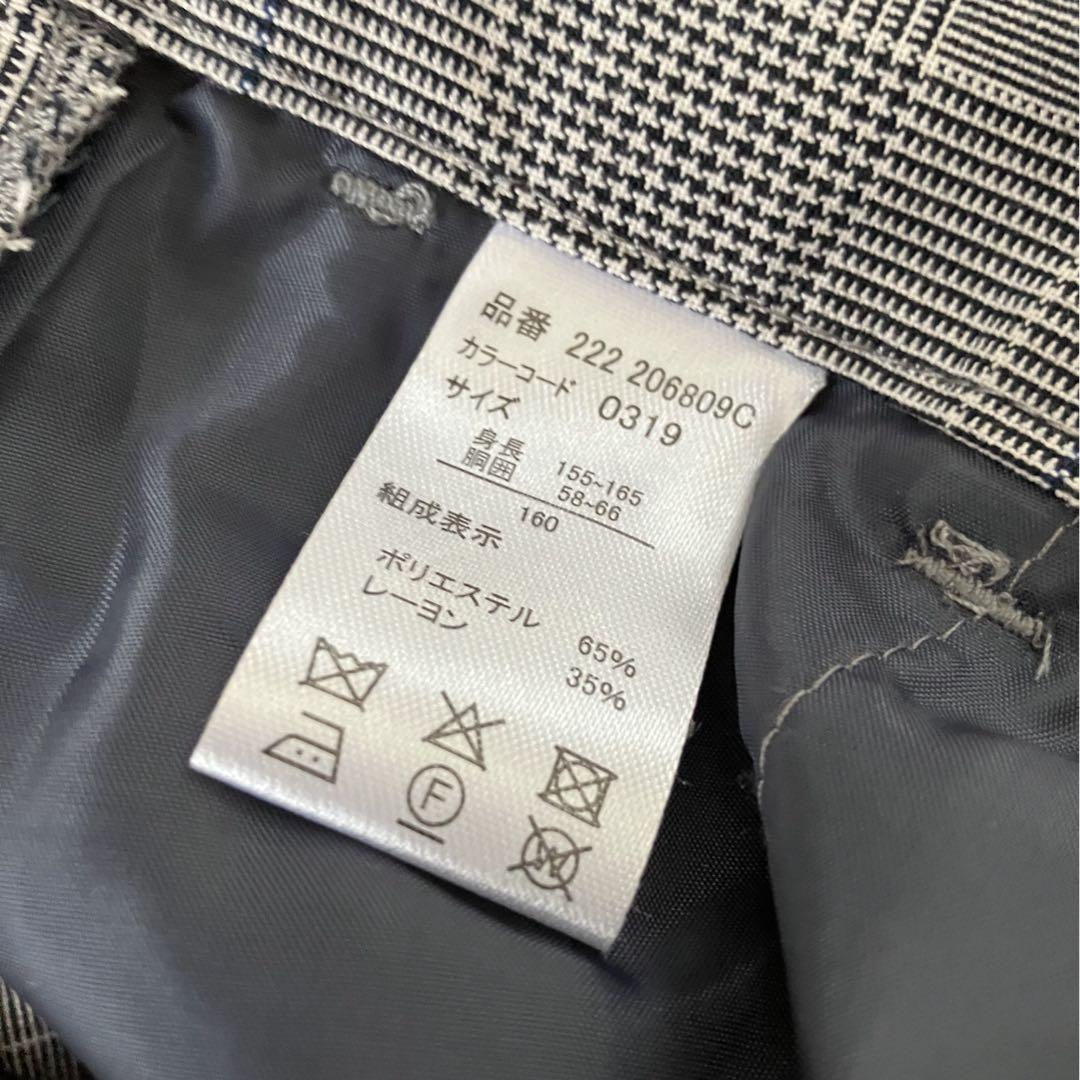 品番 222 206809C
カラーコード 0319
サイズ
身長 155~165
胴囲 58~66
160
組成表示
ポリエステル 65%
レーヨン 35%
F
W